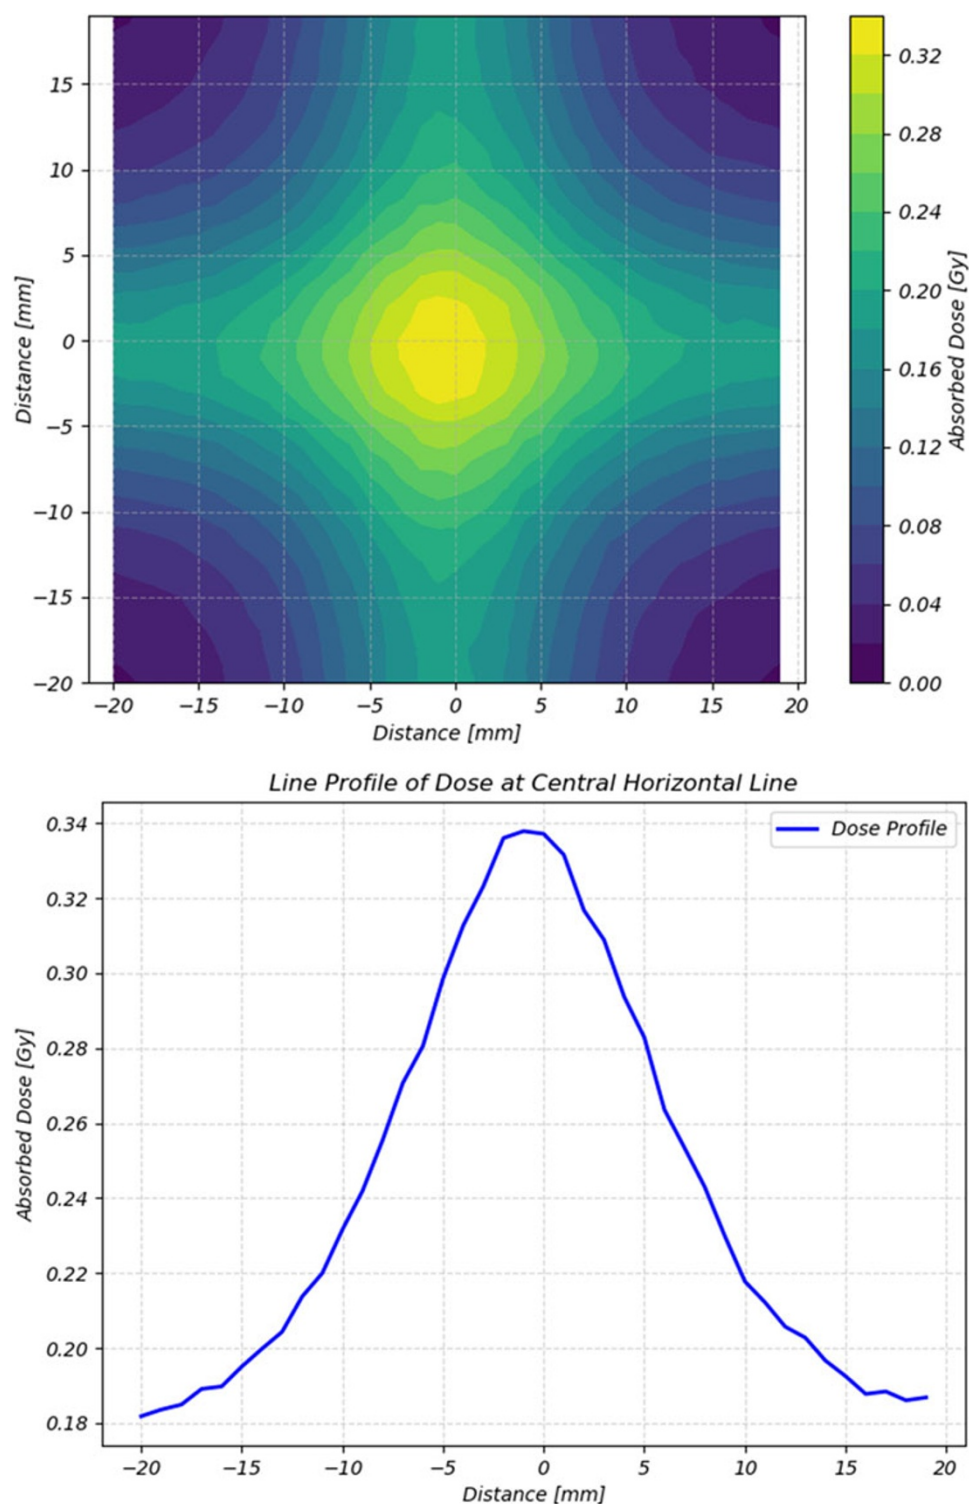 15
10
5
0
−5
−10
−15
−20
Distance [mm]
−20 −15 −10 −5 0 5 10 15 20
Distance [mm]
0.32
0.28
0.24
0.20
0.16
0.12
0.08
0.04
0.00
Absorbed Dose [Gy]
Line Profile of Dose at Central Horizontal Line
Dose Profile
0.34
0.32
0.30
0.28
0.26
0.24
0.22
0.20
0.18
Absorbed Dose [Gy]
−20 −15 −10 −5 0 5 10 15 20
Distance [mm]